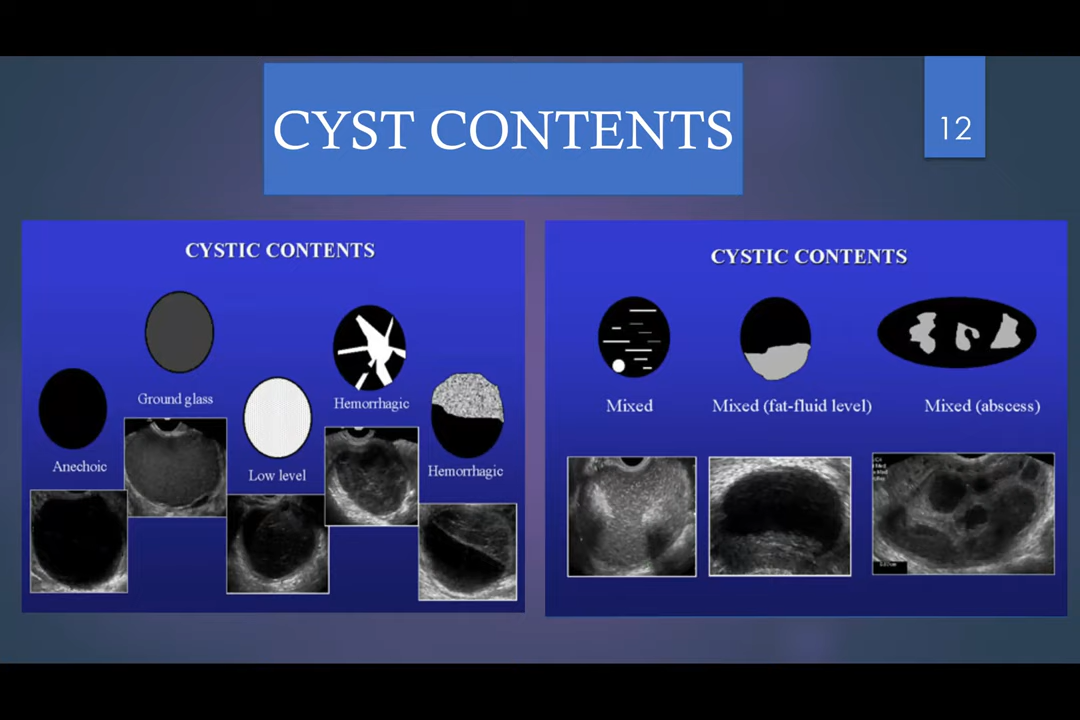 CYST CONTENTS
12
CYSTIC CONTENTS
Ground glass
Hemorrhagic
Anechoic
Low level
Hemorrhagic
CYSTIC CONTENTS
Mixed
Mixed (fat-fluid level)
Mixed (abscess)